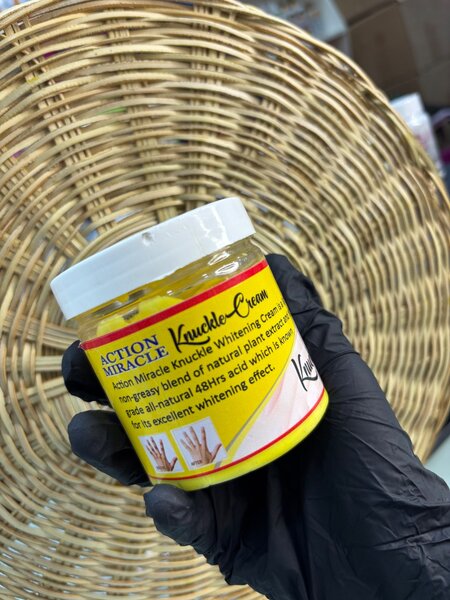 ACTION
MIRACLE
Knuckle Cream
Action Miracle Knuckle Whitening Cream is a
non-greasy blend of natural plant extract and
grade all-natural 48Hrs acid which is known
for its excellent whitening effect.